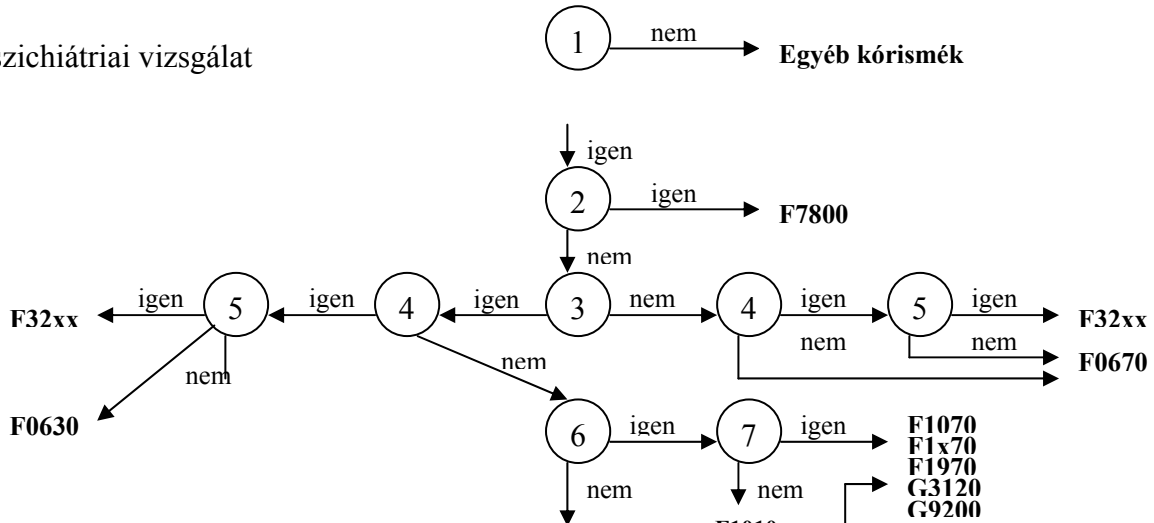 1 nem
szichiátriai vizsgálat
Egyéb kórismék
igen
2 igen
F7800
nem
igen 5 igen 4 igen 3 nem 4 igen 5 igen
F32xx
F32xx
nem nem
nem
F0670
nem
F0630
6 igen 7 igen
F1070
F1x70
F1970
G3120
nem nem
G9200
F1010